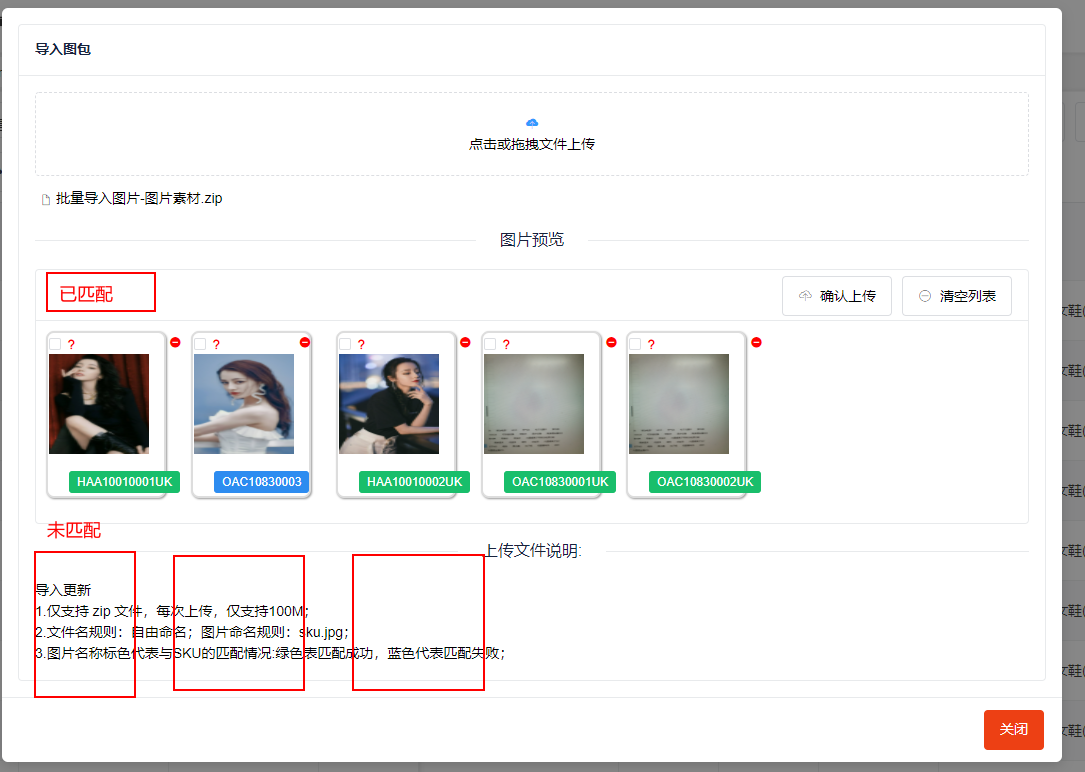 导入图包
点击或拖拽文件上传
批量导入图片-图片素材.zip
图片预览
已匹配
确认上传
清空列表
?
?
?
?
?
HAA10010001UK
OAC10830003
HAA10010002UK
OAC10830001UK
OAC10830002UK
未匹配
上传文件说明:
导入更新
1.仅支持 zip 文件，每次上传，仅支持100M；
2.文件名规则：自由命名；图片命名规则：sku.jpg；
3.图片名称标色代表与SKU的匹配情况:绿色表匹配成功，蓝色代表匹配失败；
关闭